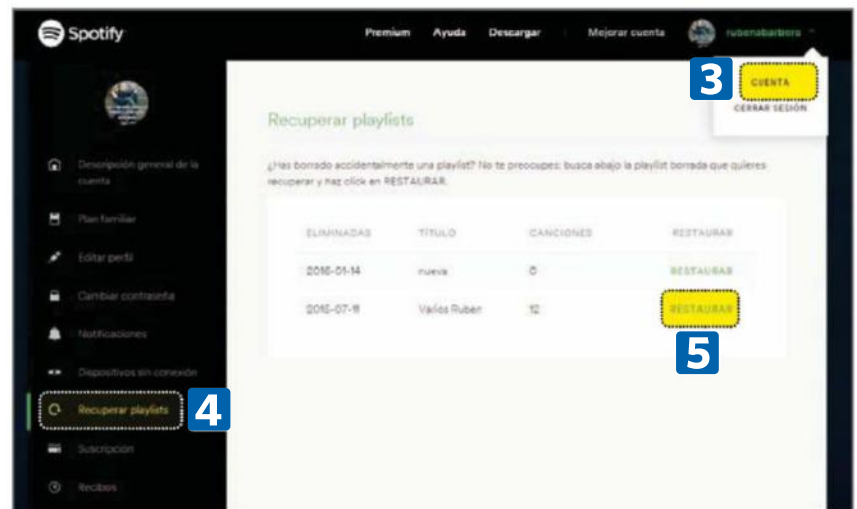 Spotify
Premium Ayuda Descargar Mejorar cuenta rubenabarbera
3
CUENTA
CERRAR SESIÓN
Recuperar playlists
¿Has borrado accidentalmente una playlist? No te preocupes: busca abajo la playlist borrada que quieres
recuperar y haz click en RESTAURAR.
ELIMINADAS TÍTULO CANCIONES RESTAURAR
2016-01-14 nueva 0 RESTAURAR
2015-07-11 Varios Ruben 12 RESTAURAR
5
Descripción general de la
cuenta
Plan familiar
Editar perfil
Cambiar contraseña
Notificaciones
Dispositivos sin conexión
Recuperar playlists
4
Suscripción
Recibos